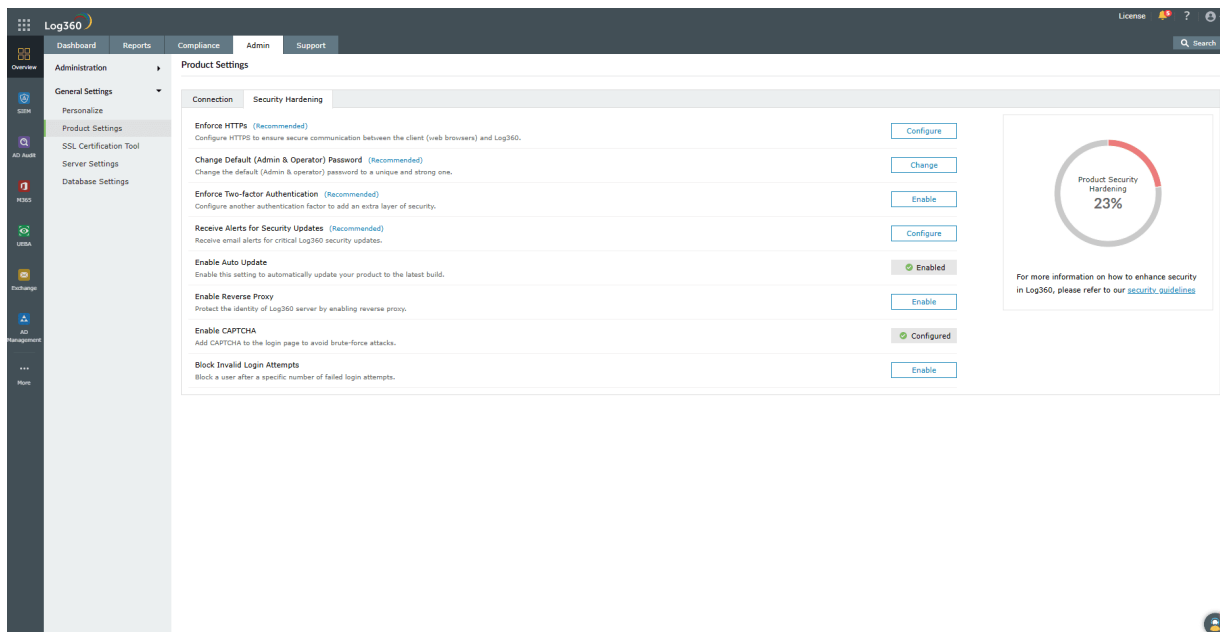 Log360
License
5
?
Dashboard
Reports
Compliance
Admin
Support
Search
Overview
SIEM
AD Audit
M365
UEBA
Exchange
AD
Management
More
Administration
General Settings
Personalize
Product Settings
SSL Certification Tool
Server Settings
Database Settings
Product Settings
Connection
Security Hardening
Enforce HTTPs (Recommended)
Configure HTTPS to ensure secure communication between the client (web browsers) and Log360.
Configure
Change Default (Admin & Operator) Password (Recommended)
Change the default (Admin & operator) password to a unique and strong one.
Change
Enforce Two-factor Authentication (Recommended)
Configure another authentication factor to add an extra layer of security.
Enable
Receive Alerts for Security Updates (Recommended)
Receive email alerts for critical Log360 security updates.
Configure
Enable Auto Update
Enable this setting to automatically update your product to the latest build.
Enabled
Enable Reverse Proxy
Protect the identity of Log360 server by enabling reverse proxy.
Enable
Enable CAPTCHA
Add CAPTCHA to the login page to avoid brute-force attacks.
Configured
Block Invalid Login Attempts
Block a user after a specific number of failed login attempts.
Enable
Product Security
Hardening
23%
For more information on how to enhance security
in Log360, please refer to our security guidelines